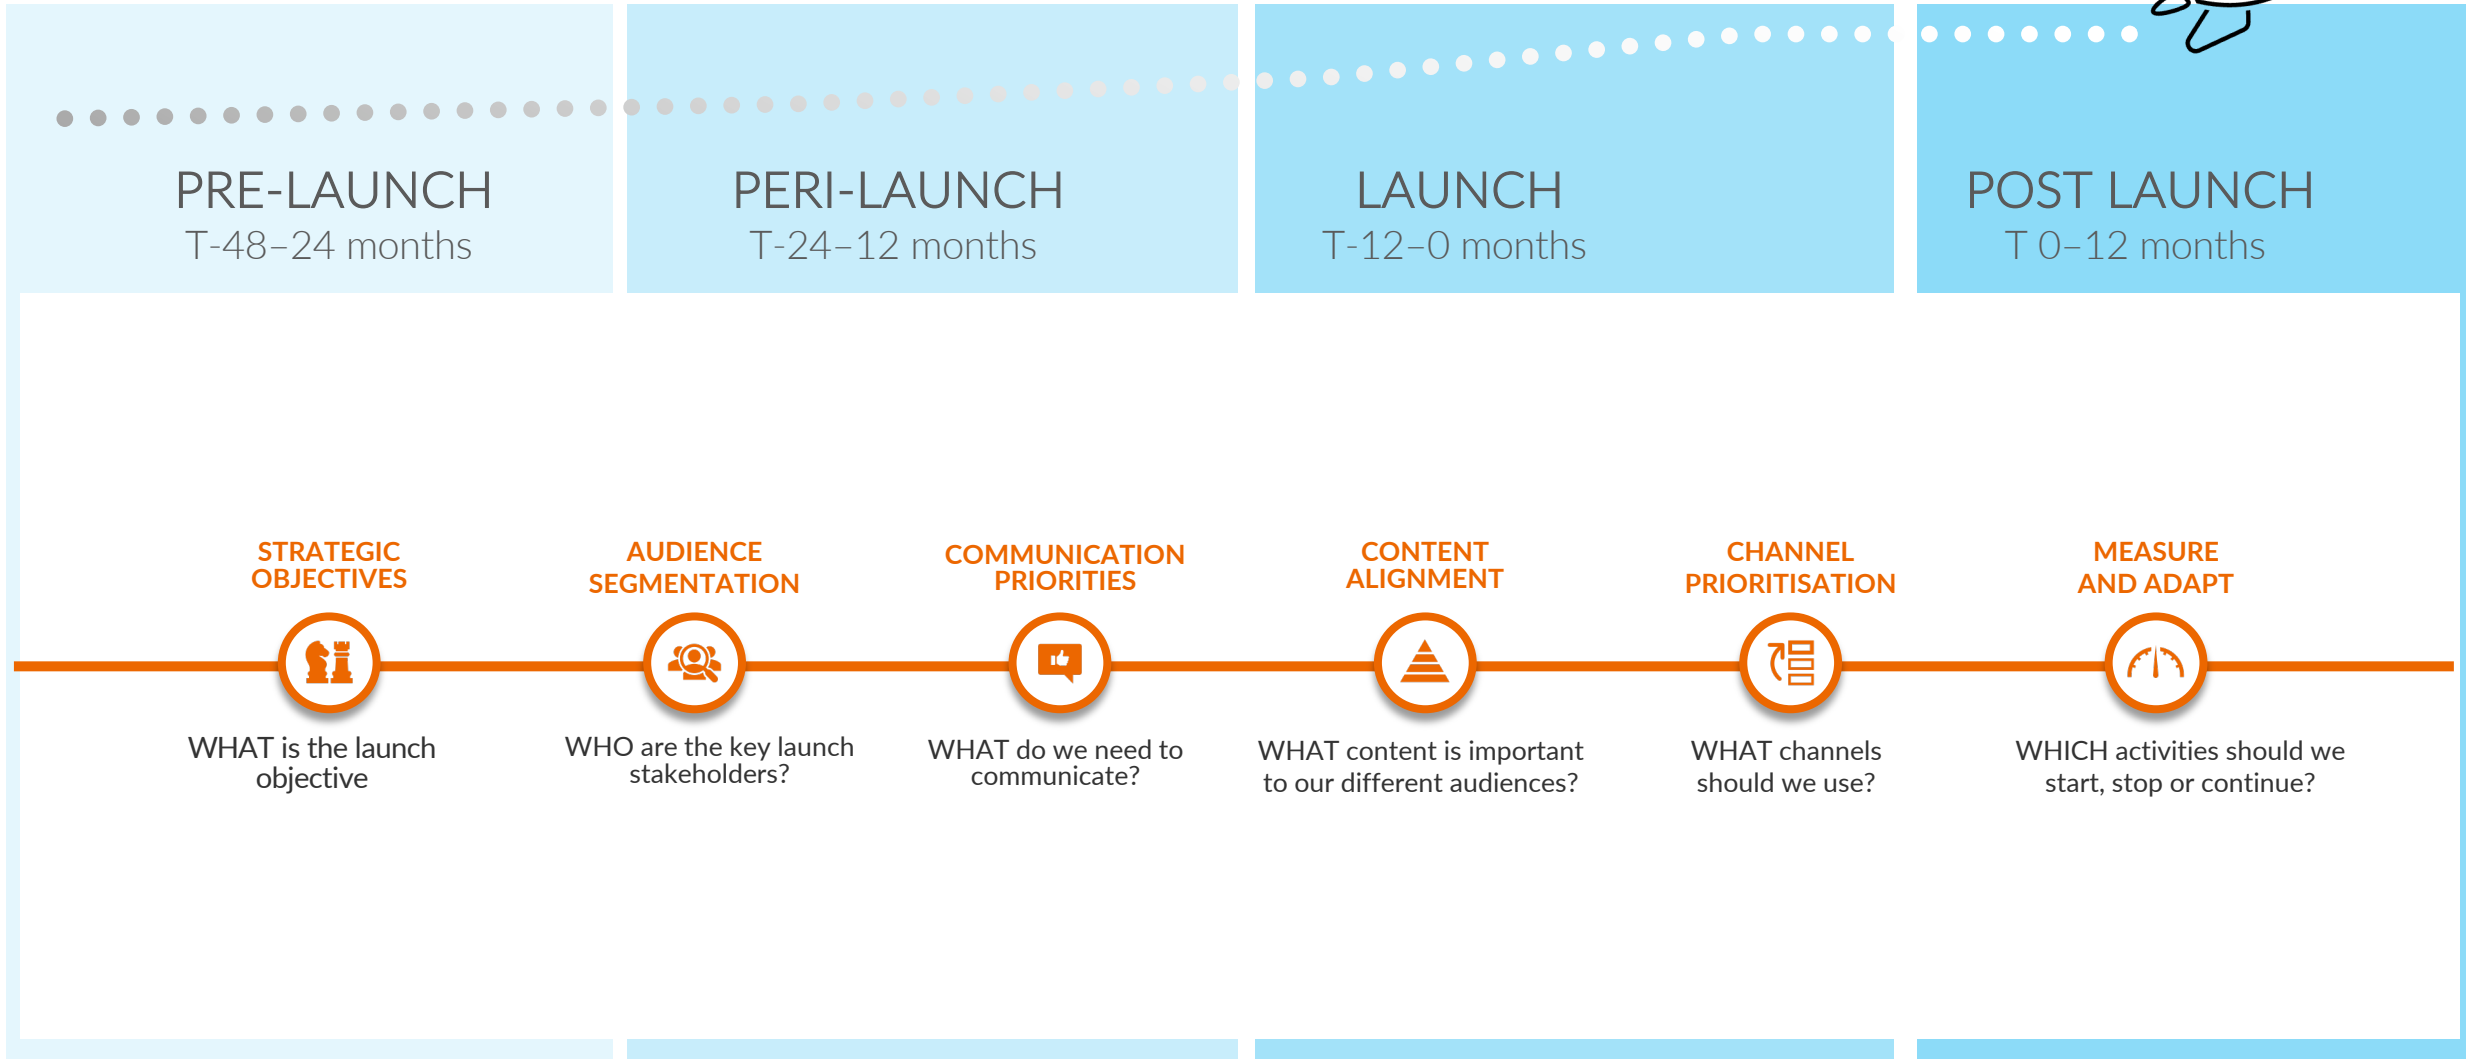 PRE-LAUNCH
T-48–24 months
PERI-LAUNCH
T-24–12 months
LAUNCH
T-12–0 months
POST LAUNCH
T 0–12 months
STRATEGIC
OBJECTIVES
WHAT is the launch
objective
AUDIENCE
SEGMENTATION
WHO are the key launch
stakeholders?
COMMUNICATION
PRIORITIES
WHAT do we need to
communicate?
CONTENT
ALIGNMENT
WHAT content is important
to our different audiences?
CHANNEL
PRIORITISATION
WHAT channels
should we use?
MEASURE
AND ADAPT
WHICH activities should we
start, stop or continue?